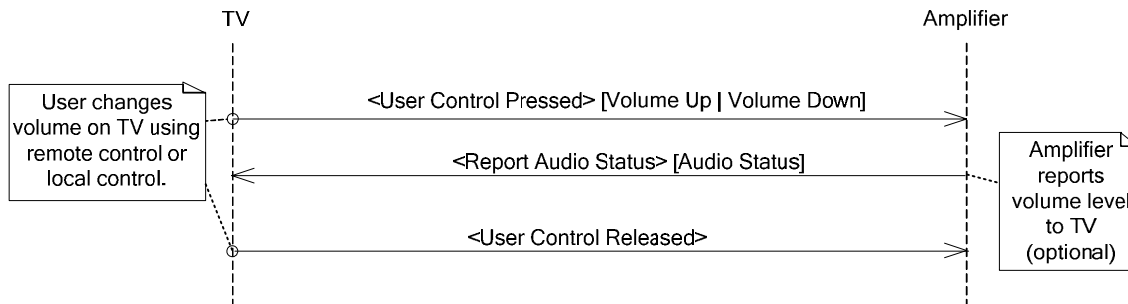 TV
Amplifier
User changes
volume on TV using
remote control or
local control.
<User Control Pressed> [Volume Up | Volume Down]
<Report Audio Status> [Audio Status]
Amplifier
reports
volume level
to TV
(optional)
<User Control Released>